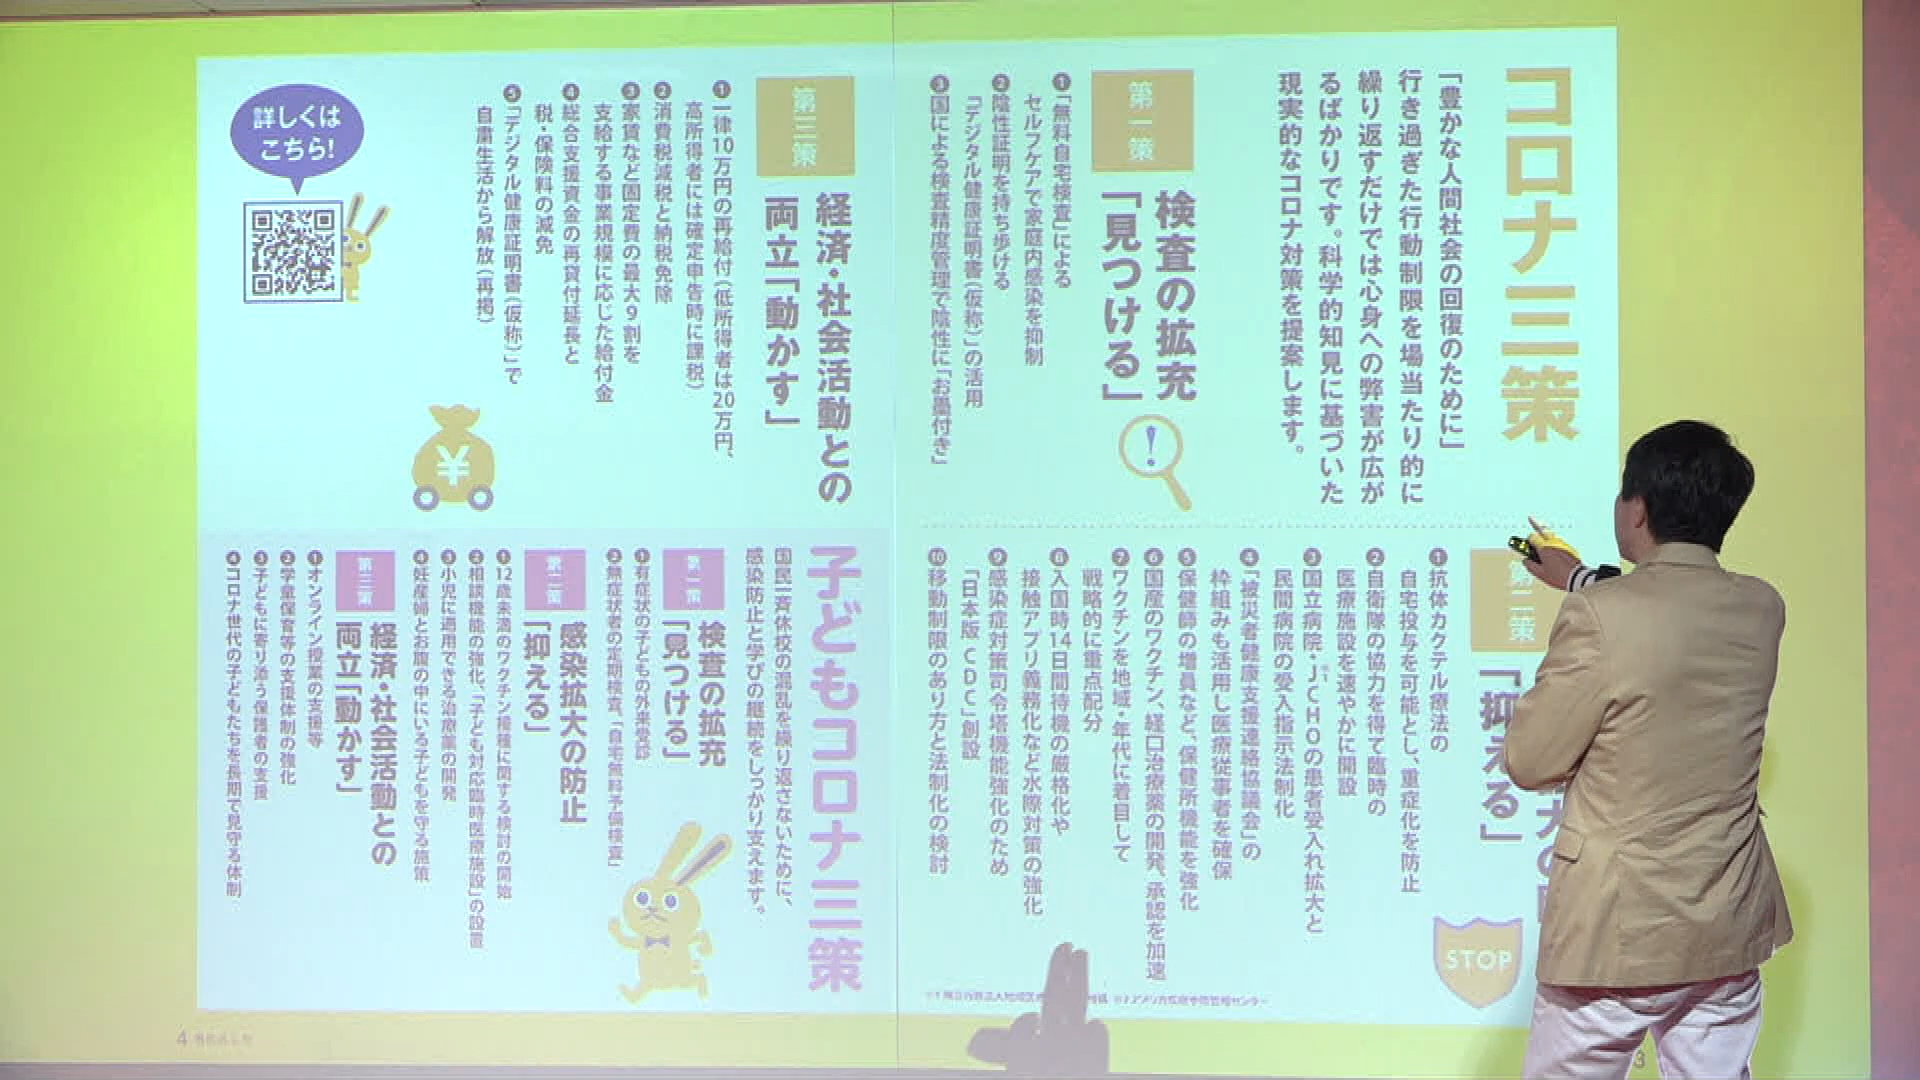 コロナ三策
「豊かな人間社会の回復のために」
行き過ぎた行動制限を場当たり的に
繰り返すだけでは心身への弊害が広が
るばかりです。科学的知見に基づいた
現実的なコロナ対策を提案します。
第一策
検査の拡充
「見つける」
❶「無料自宅検査」による
セルフケアで家庭内感染を抑制
❷陰性証明を持ち歩ける
「デジタル健康証明書(仮称)」の活用
❸国による検査精度管理で陰性に「お墨付き」
第二策
大の
「抑える」
❶抗体カクテル療法の
自宅投与を可能とし、重症化を防止
❷自衛隊の協力を得て臨時の
医療施設を速やかに開設
❸国立病院・JCHOの患者受入れ拡大と
民間病院の受入指示法制化
❹「被災者健康支援連絡協議会」の
枠組みも活用し医療従事者を確保
❺保健師の増員など、保健所機能を強化
❻国産のワクチン、経口治療薬の開発、承認を加速
❼ワクチンを地域・年代に着目して
戦略的に重点配分
❽入国時14日間待機の厳格化や
接触アプリ義務化など水際対策の強化
❾感染症対策司令塔機能強化のため
「日本版CDC」創設
❿移動制限のあり方と法制化の検討
STOP
3
第三策
経済・社会活動との
両立「動かす」
❶一律10万円の再給付(低所得者は20万円、
高所得者には確定申告時に課税)
❷消費税減税と納税免除
❸家賃など固定費の最大9割を
支給する事業規模に応じた給付金
❹総合支援資金の再貸付延長と
税・保険料の減免
❺「デジタル健康証明書(仮称)」で
自粛生活から解放(再掲)
詳しくは
こちら!
子どもコロナ三策
国民一斉休校の混乱を繰り返さないために、
感染防止と学びの継続をしっかり支えます。
第一策
検査の拡充
「見つける」
❶有症状の子どもの外来受診
❷無症状者の定期検査、「自宅無料予備検査」
第二策
感染拡大の防止
「抑える」
❶12歳未満のワクチン接種に関する検討の開始
❷相談機能の強化、「子ども対応臨時医療施設」の設置
❸小児に適用できる治療薬の開発
❹妊産婦とお腹の中にいる子どもを守る施策
第三策
経済・社会活動との
両立「動かす」
❶オンライン授業の支援等
❷学童保育等の支援体制の強化
❸子どもに寄り添う保護者の支援
❹コロナ世代の子どもたちを長期で見守る体制
4